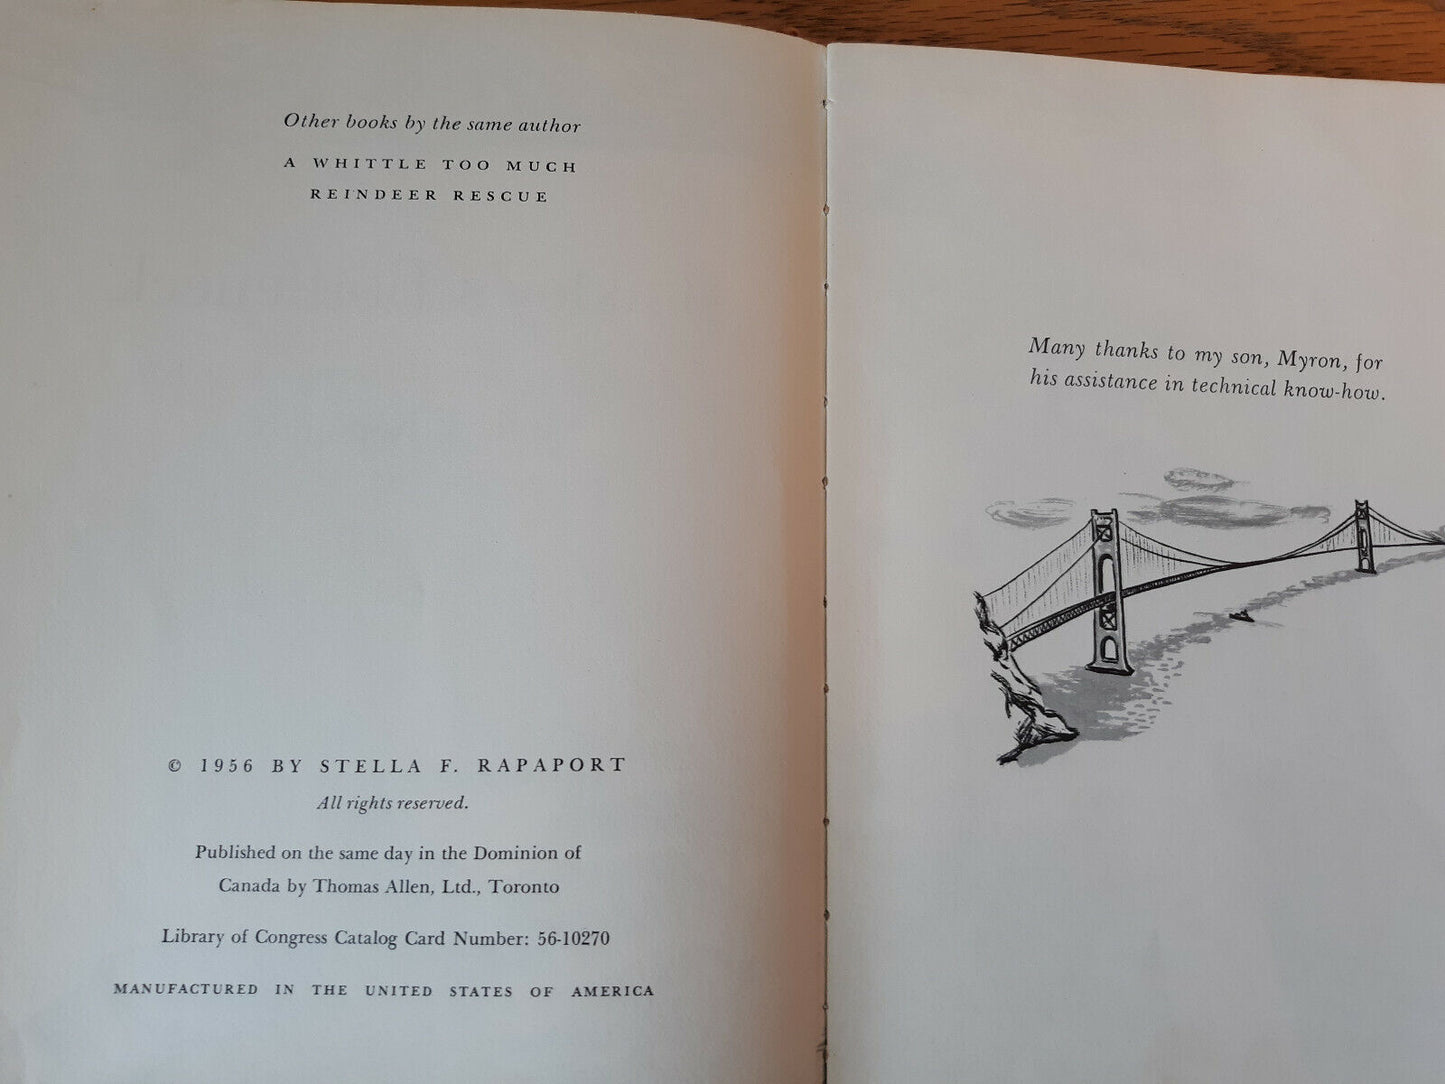 Other books by the same author
A WHITTLE TOO MUCH
REINDEER RESCUE
© 1956 BY STELLA F. RAPAPORT
All rights reserved.
Published on the same day in the Dominion of
Canada by Thomas Allen, Ltd., Toronto
Library of Congress Catalog Card Number: 56-10270
MANUFACTURED IN THE UNITED STATES OF AMERICA
Many thanks to my son, Myron, for
his assistance in technical know-how.